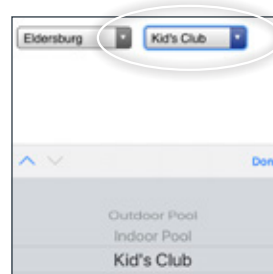 Eldersburg Kid's Club
Don
Outdoor Pool
Indoor Pool
Kid's Club